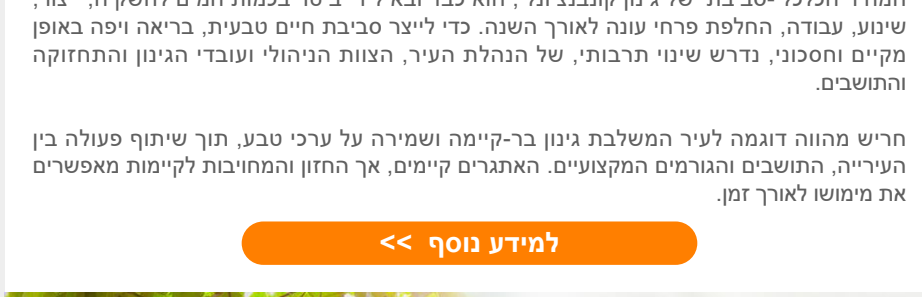 שינוע, עבודה, החלפת פרחי עונה לאורך השנה. כדי לייצר סביבת חיים טבעית, בריאה ויפה באופן
מקיים וחסכוני, נדרש שינוי תרבותי, של הנהלת העיר, הצוות הניהולי ועובדי הגינון והתחזוקה
והתושבים.
חריש מהווה דוגמה לעיר המשלבת גינון בר-קיימה ושמירה על ערכי טבע, תוך שיתוף פעולה בין
העירייה, התושבים והגורמים המקצועיים. האתגרים קיימים, אך החזון והמחויבות לקיימות מאפשרים
את מימושו לאורך זמן.
למידע נוסף >>